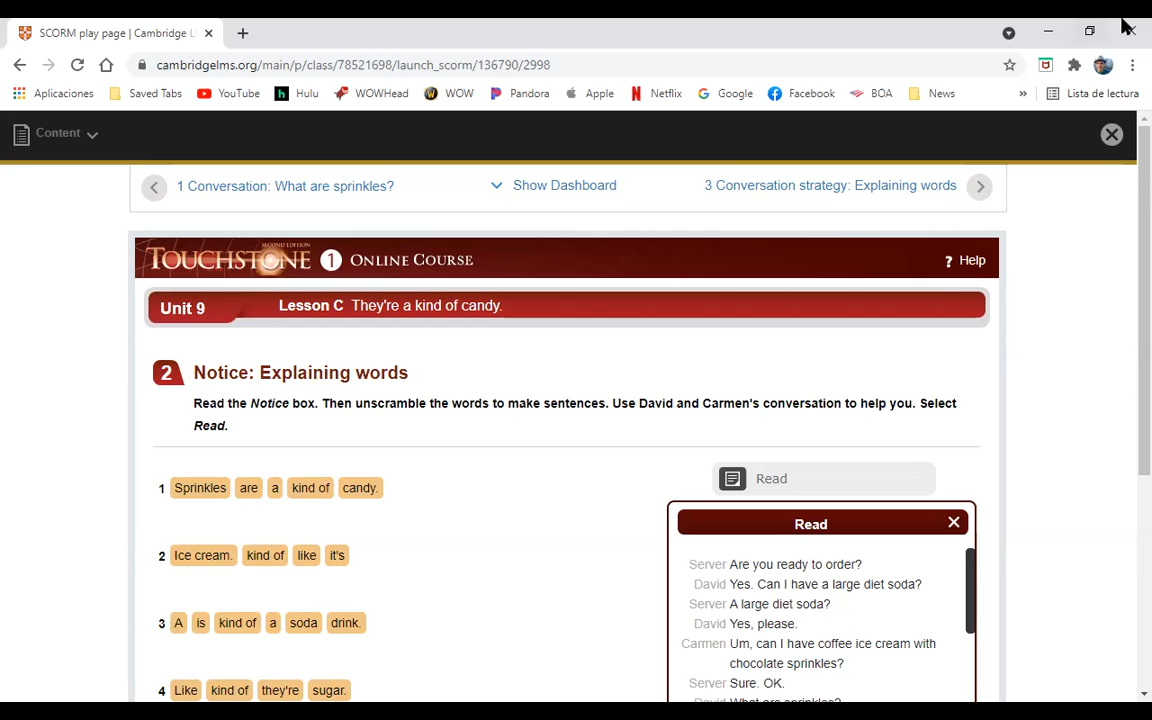 SCORM play page | Cambridge L
cambridgelms.org/main/p/class/78521698/launch_scorm/136790/2998
Aplicaciones Saved Tabs YouTube Hulu WOWHead WOW Pandora Apple Netflix Google Facebook BOA News » Lista de lectura
Content
1 Conversation: What are sprinkles? Show Dashboard 3 Conversation strategy: Explaining words
SECOND EDITION
TOUCHSTONE 1 ONLINE COURSE ? Help
Unit 9 Lesson C They're a kind of candy.
2 Notice: Explaining words
Read the Notice box. Then unscramble the words to make sentences. Use David and Carmen's conversation to help you. Select
Read.
1 Sprinkles are a kind of candy.
Read
2 Ice cream. kind of like it's
3 A is kind of a soda drink.
4 Like kind of they're sugar.
Read
Server Are you ready to order?
David Yes. Can I have a large diet soda?
Server A large diet soda?
David Yes, please.
Carmen Um, can I have coffee ice cream with
chocolate sprinkles?
Server Sure. OK.
David What are sprinkles?